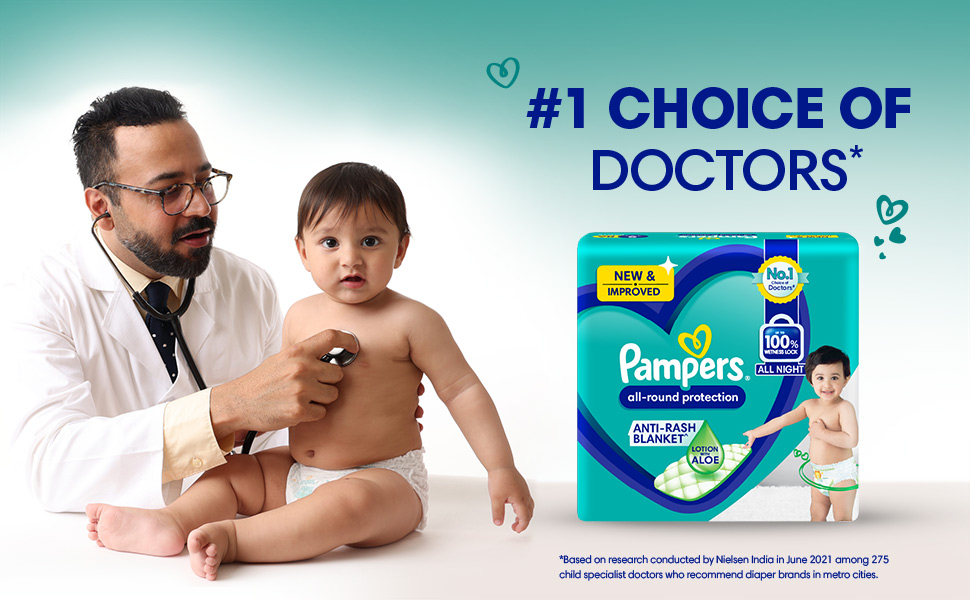 #1 CHOICE OF
DOCTORS*
NEW &
IMPROVED
No.1
Choice of
Doctors*
UP TO
100%
WETNESS LOCK
ALL NIGHT
Pampers®
all-round protection
ANTI-RASH
BLANKET^
LOTION
WITH
ALOE
*Based on research conducted by Nielsen India in June 2021 among 275
child specialist doctors who recommend diaper brands in metro cities.